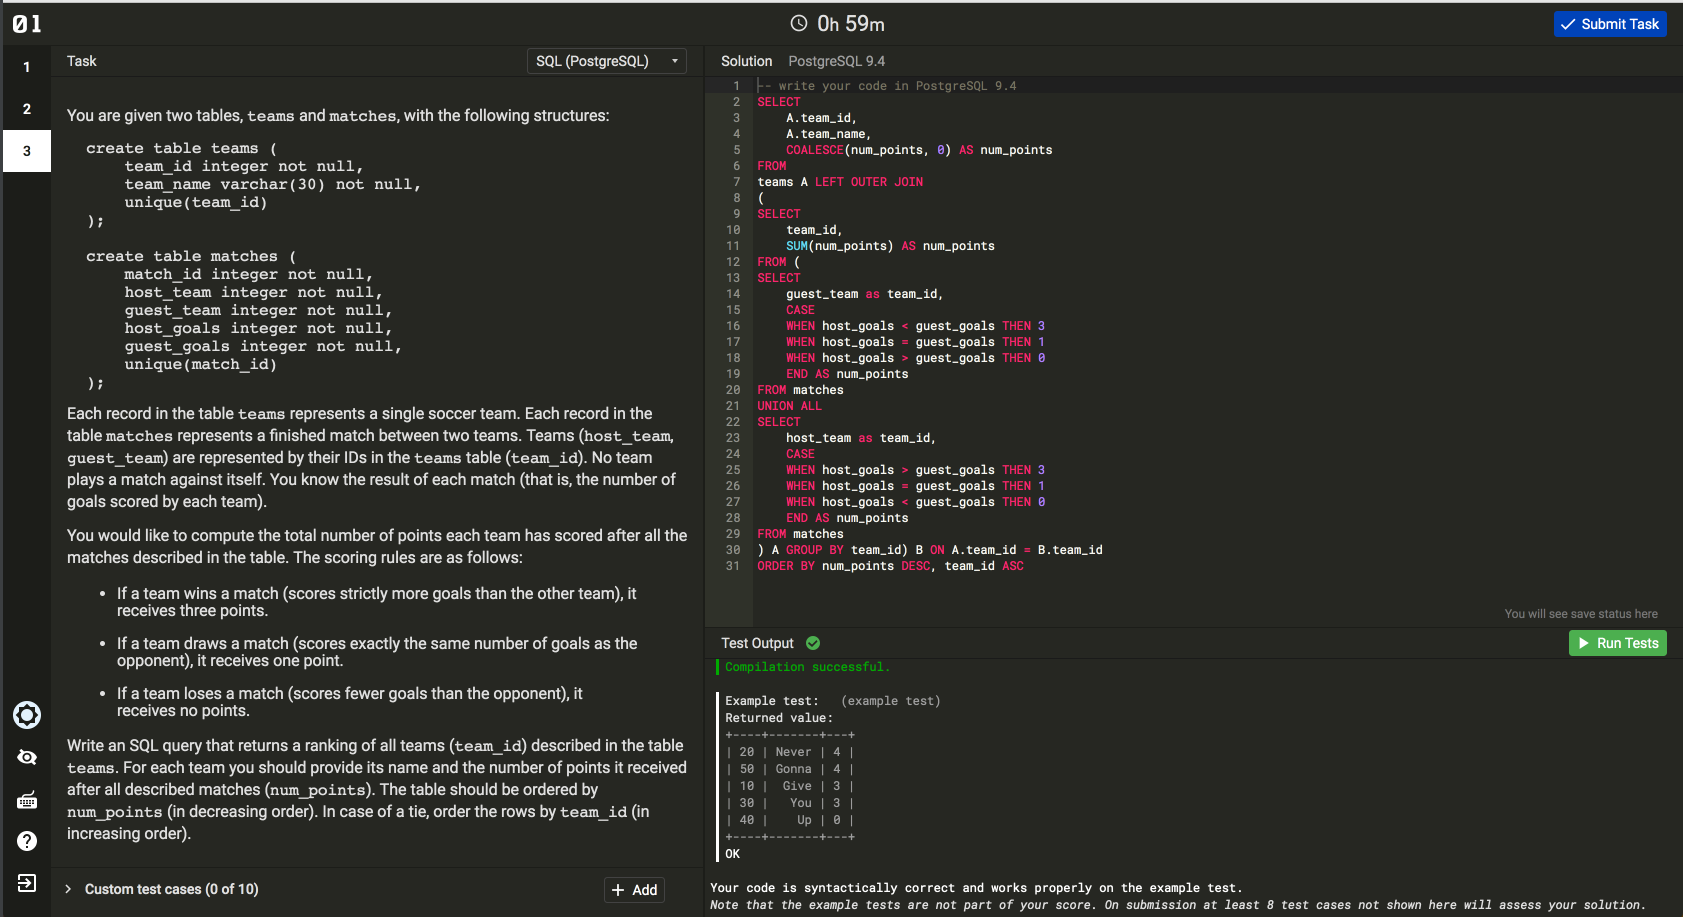 01
0h 59m
Submit Task
1
2
3
Task
SQL (PostgreSQL)
You are given two tables, teams and matches, with the following structures:
create table teams (
team_id integer not null,
team_name varchar(30) not null,
unique(team_id)
);
create table matches (
match_id integer not null,
host_team integer not null,
guest_team integer not null,
host_goals integer not null,
guest_goals integer not null,
unique(match_id)
);
Each record in the table teams represents a single soccer team. Each record in the
table matches represents a finished match between two teams. Teams (host_team,
guest_team) are represented by their IDs in the teams table (team_id). No team
plays a match against itself. You know the result of each match (that is, the number of
goals scored by each team).
You would like to compute the total number of points each team has scored after all the
matches described in the table. The scoring rules are as follows:
• If a team wins a match (scores strictly more goals than the other team), it
receives three points.
• If a team draws a match (scores exactly the same number of goals as the
opponent), it receives one point.
• If a team loses a match (scores fewer goals than the opponent), it
receives no points.
Write an SQL query that returns a ranking of all teams (team_id) described in the table
teams. For each team you should provide its name and the number of points it received
after all described matches (num_points). The table should be ordered by
num_points (in decreasing order). In case of a tie, order the rows by team_id (in
increasing order).
Custom test cases (0 of 10)
+ Add
Solution PostgreSQL 9.4
1 -- write your code in PostgreSQL 9.4
2 SELECT
3 A.team_id,
4 A.team_name,
5 COALESCE(num_points, 0) AS num_points
6 FROM
7 teams A LEFT OUTER JOIN
8 (
9 SELECT
10 team_id,
11 SUM(num_points) AS num_points
12 FROM (
13 SELECT
14 guest_team as team_id,
15 CASE
16 WHEN host_goals < guest_goals THEN 3
17 WHEN host_goals = guest_goals THEN 1
18 WHEN host_goals > guest_goals THEN 0
19 END AS num_points
20 FROM matches
21 UNION ALL
22 SELECT
23 host_team as team_id,
24 CASE
25 WHEN host_goals > guest_goals THEN 3
26 WHEN host_goals = guest_goals THEN 1
27 WHEN host_goals < guest_goals THEN 0
28 END AS num_points
29 FROM matches
30 ) A GROUP BY team_id) B ON A.team_id = B.team_id
31 ORDER BY num_points DESC, team_id ASC
You will see save status here
Test Output
Run Tests
Compilation successful.
Example test: (example test)
Returned value:
+----+-------+---+
| 20 | Never | 4 |
| 50 | Gonna | 4 |
| 10 | Give | 3 |
| 30 | You | 3 |
| 40 | Up | 0 |
+----+-------+---+
OK
Your code is syntactically correct and works properly on the example test.
Note that the example tests are not part of your score. On submission at least 8 test cases not shown here will assess your solution.